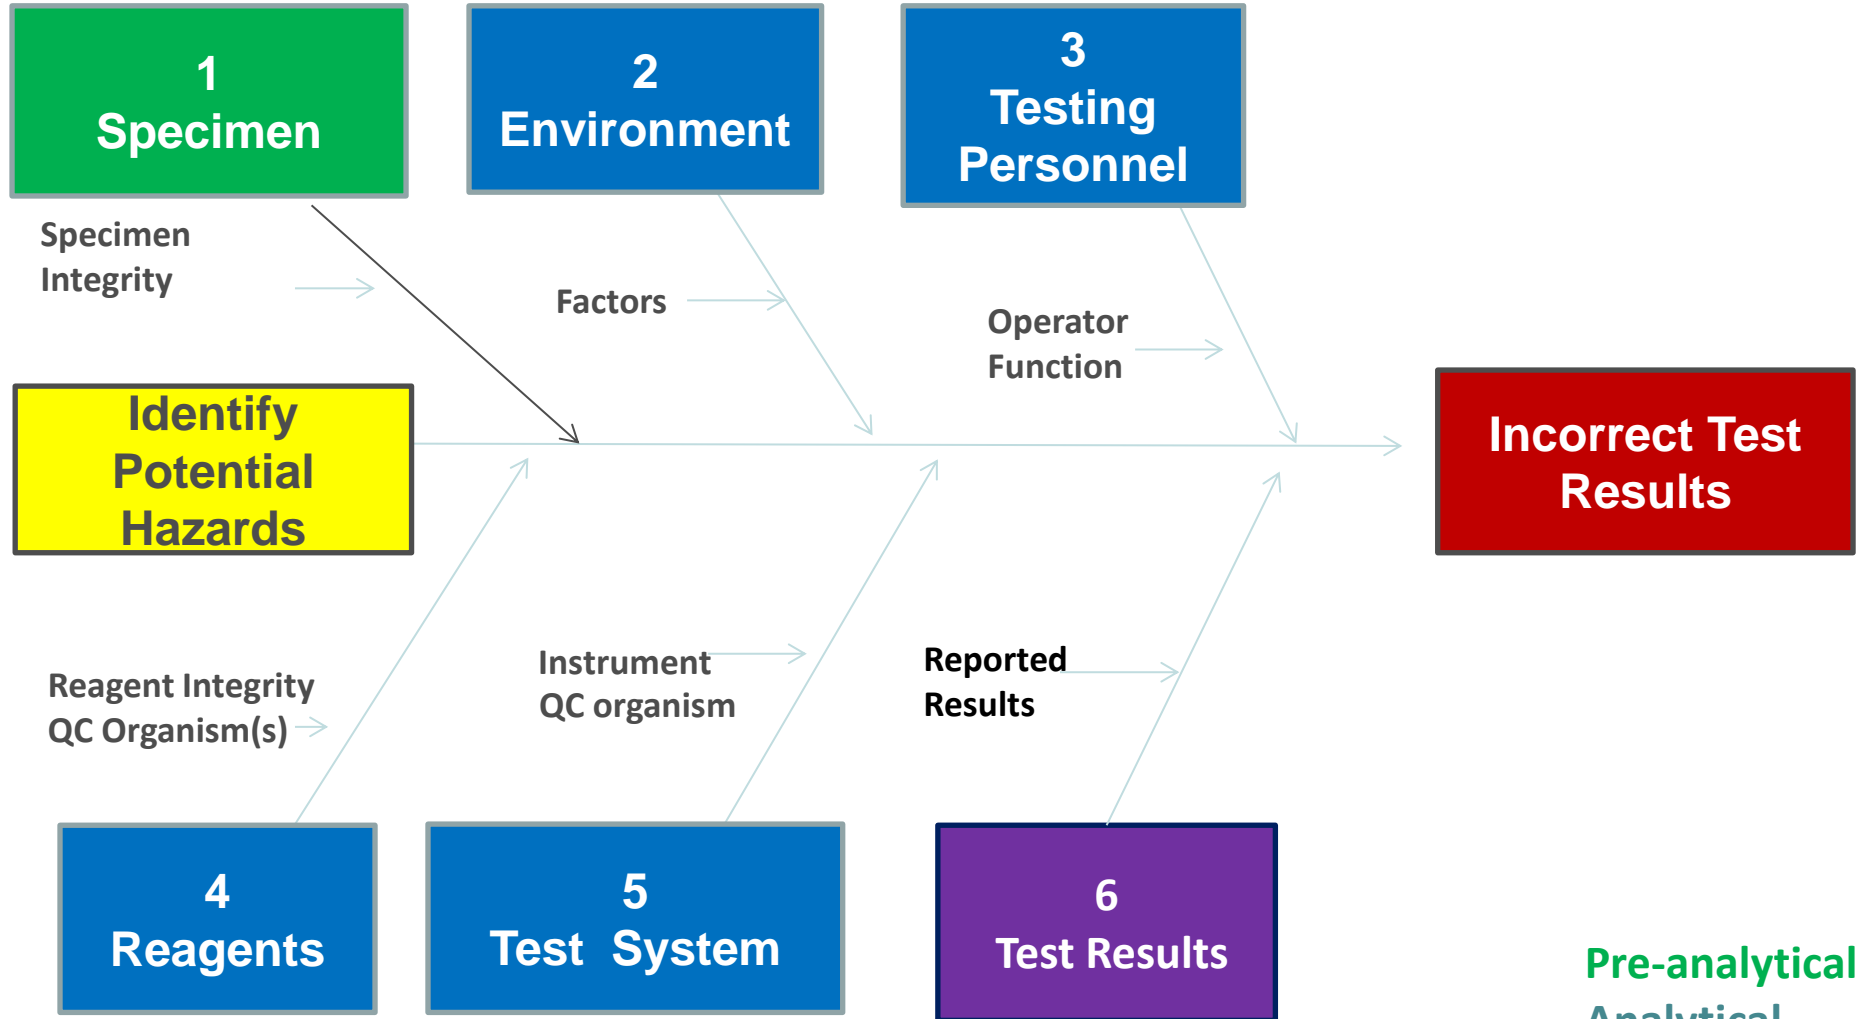 1
Specimen
2
Environment
3
Testing
Personnel
Specimen
Integrity
Factors
Operator
Function
Identify
Potential
Hazards
Incorrect Test
Results
Reagent Integrity
QC Organism(s)
Instrument
QC organism
Reported
Results
4
Reagents
5
Test System
6
Test Results
Pre-analytical
Analytical